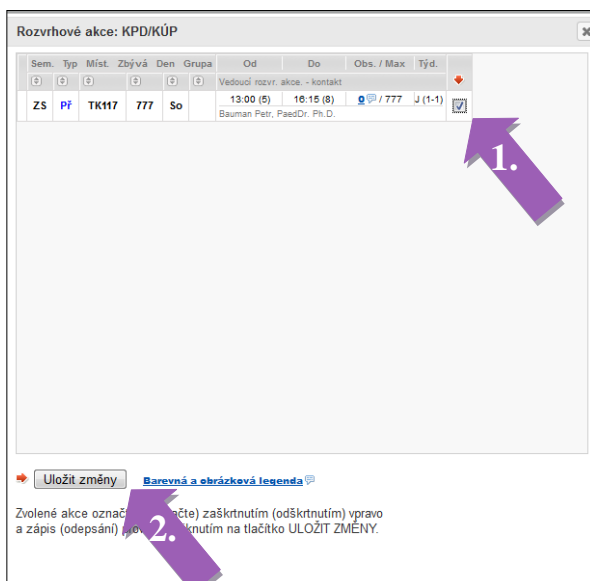 Rozvrhové akce: KPD/KÚP
Sem. Typ Míst. Zbývá Den Grupa Od Do Obs. / Max Týd.
Vedoucí rozvr. akce. - kontakt
ZS Př TK117 777 So 13:00 (5) 16:15 (8) 0 / 777 J (1-1)
Bauman Petr, PaedDr. Ph.D.
1.
Uložit změny Barevná a obrázková legenda
Zvolené akce označ čte) zaškrtnutím (odškrtnutím) vpravo
a zápis (odepsání) knutím na tlačítko ULOŽIT ZMĚNY.
2.